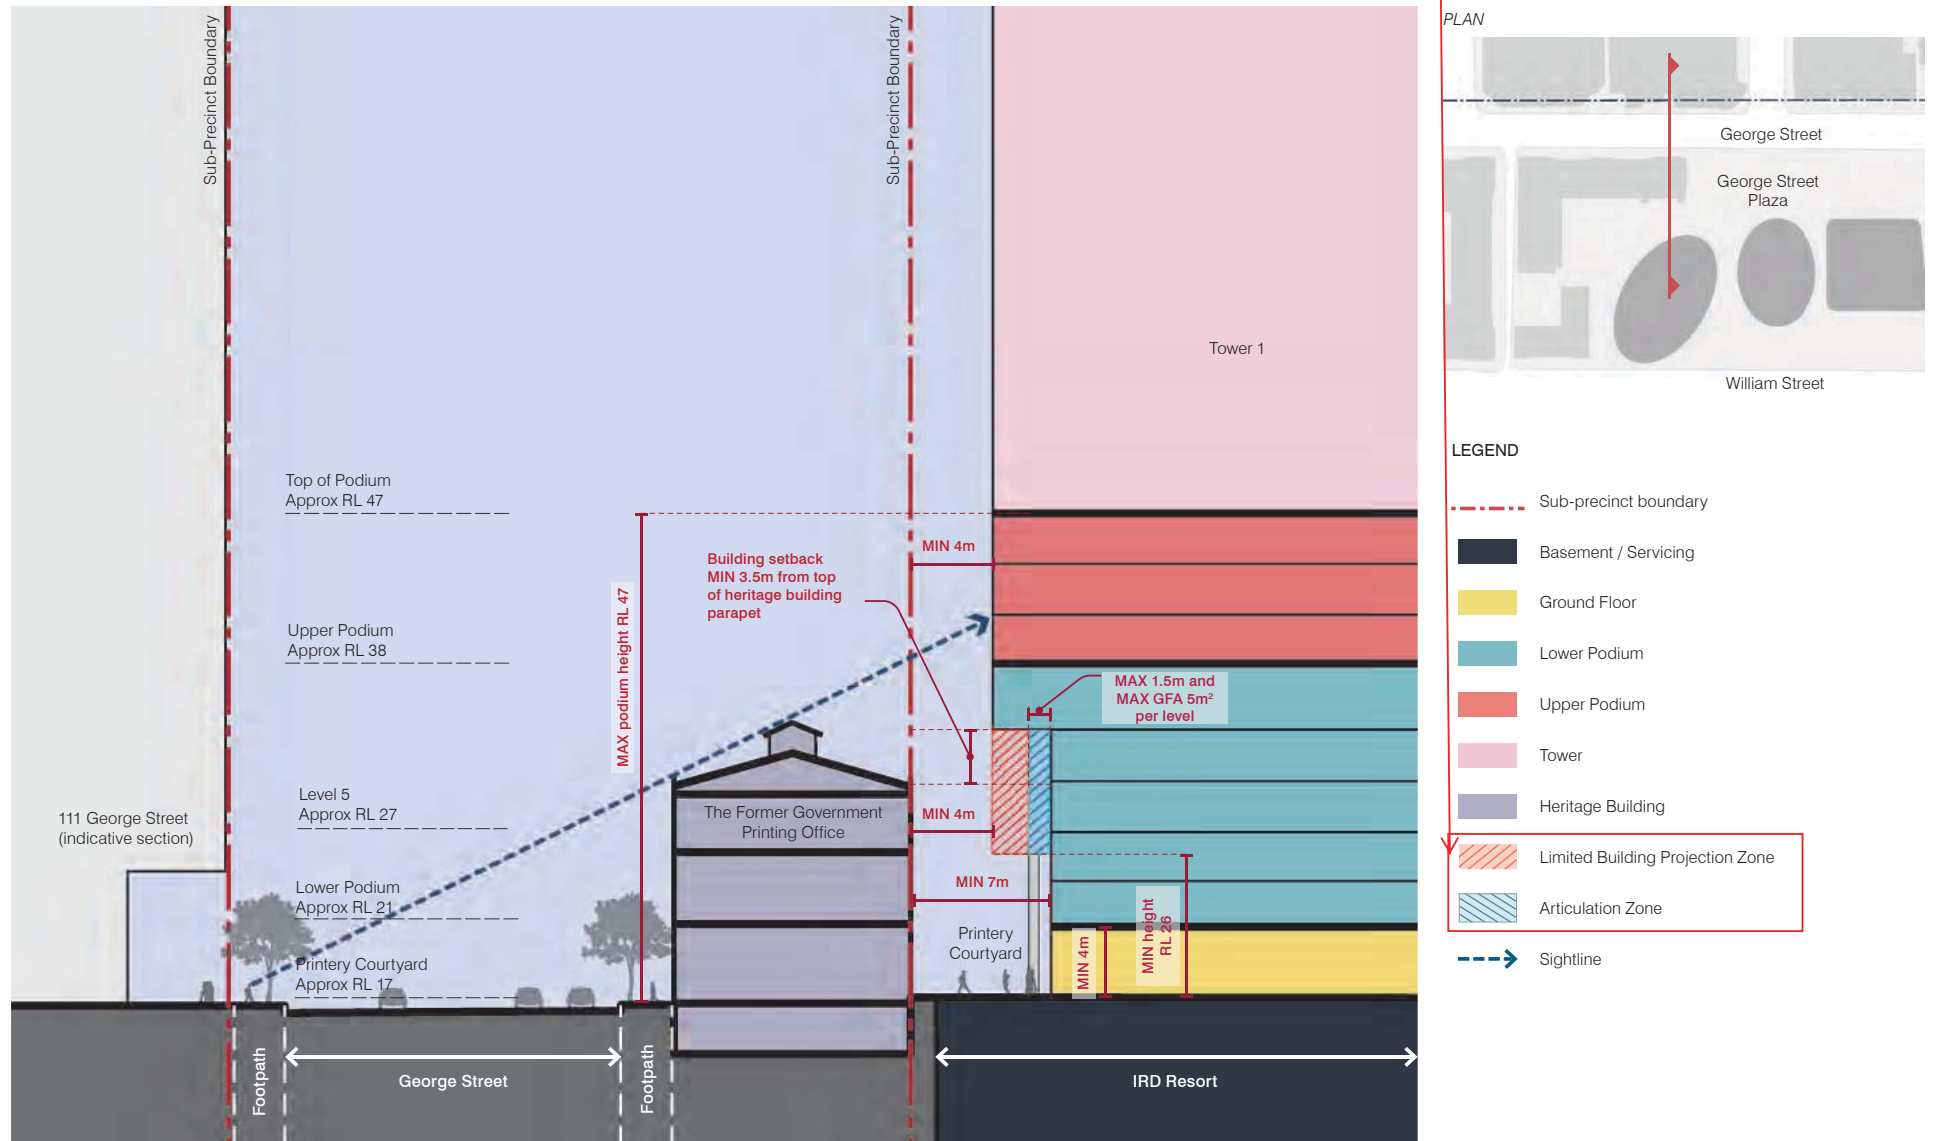 Sub-Precinct Boundary
Sub-Precinct Boundary
Tower 1
Top of Podium
Approx RL 47
Upper Podium
Approx RL 38
Level 5
Approx RL 27
111 George Street
(indicative section)
Lower Podium
Approx RL 21
Printery Courtyard
Approx RL 17
MAX podium height RL 47
Building setback
MIN 3.5m from top
of heritage building
parapet
MIN 4m
MAX 1.5m and
MAX GFA 5m²
per level
The Former Government
Printing Office
MIN 4m
MIN 7m
Printery
Courtyard
MIN 4m
MIN height
RL 26
Footpath
George Street
Footpath
IRD Resort
PLAN
George Street
George Street
Plaza
William Street
LEGEND
Sub-precinct boundary
Basement / Servicing
Ground Floor
Lower Podium
Upper Podium
Tower
Heritage Building
Limited Building Projection Zone
Articulation Zone
Sightline